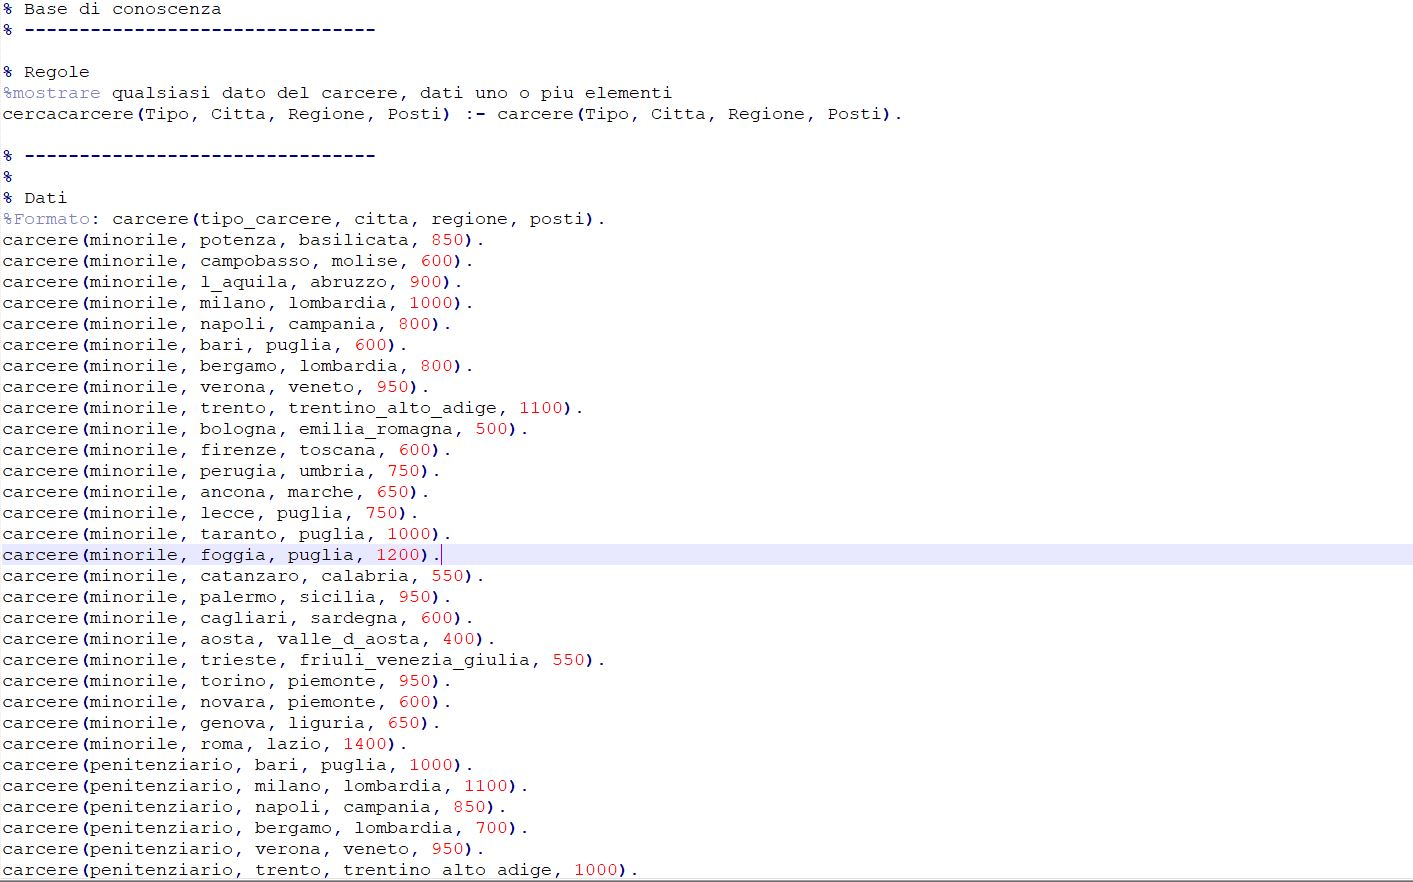 % Base di conoscenza
% --------------------------------
% Regole
%mostrare qualsiasi dato del carcere, dati uno o piu elementi
cercacarcere(Tipo, Citta, Regione, Posti) :- carcere(Tipo, Citta, Regione, Posti).
% --------------------------------
%
% Dati
%Formato: carcere(tipo_carcere, citta, regione, posti).
carcere(minorile, potenza, basilicata, 850).
carcere(minorile, campobasso, molise, 600).
carcere(minorile, l_aquila, abruzzo, 900).
carcere(minorile, milano, lombardia, 1000).
carcere(minorile, napoli, campania, 800).
carcere(minorile, bari, puglia, 600).
carcere(minorile, bergamo, lombardia, 800).
carcere(minorile, verona, veneto, 950).
carcere(minorile, trento, trentino_alto_adige, 1100).
carcere(minorile, bologna, emilia_romagna, 500).
carcere(minorile, firenze, toscana, 600).
carcere(minorile, perugia, umbria, 750).
carcere(minorile, ancona, marche, 650).
carcere(minorile, lecce, puglia, 750).
carcere(minorile, taranto, puglia, 1000).
carcere(minorile, foggia, puglia, 1200).
carcere(minorile, catanzaro, calabria, 550).
carcere(minorile, palermo, sicilia, 950).
carcere(minorile, cagliari, sardegna, 600).
carcere(minorile, aosta, valle_d_aosta, 400).
carcere(minorile, trieste, friuli_venezia_giulia, 550).
carcere(minorile, torino, piemonte, 950).
carcere(minorile, novara, piemonte, 600).
carcere(minorile, genova, liguria, 650).
carcere(minorile, roma, lazio, 1400).
carcere(penitenziario, bari, puglia, 1000).
carcere(penitenziario, milano, lombardia, 1100).
carcere(penitenziario, napoli, campania, 850).
carcere(penitenziario, bergamo, lombardia, 700).
carcere(penitenziario, verona, veneto, 950).
carcere(penitenziario, trento, trentino alto adige, 1000).